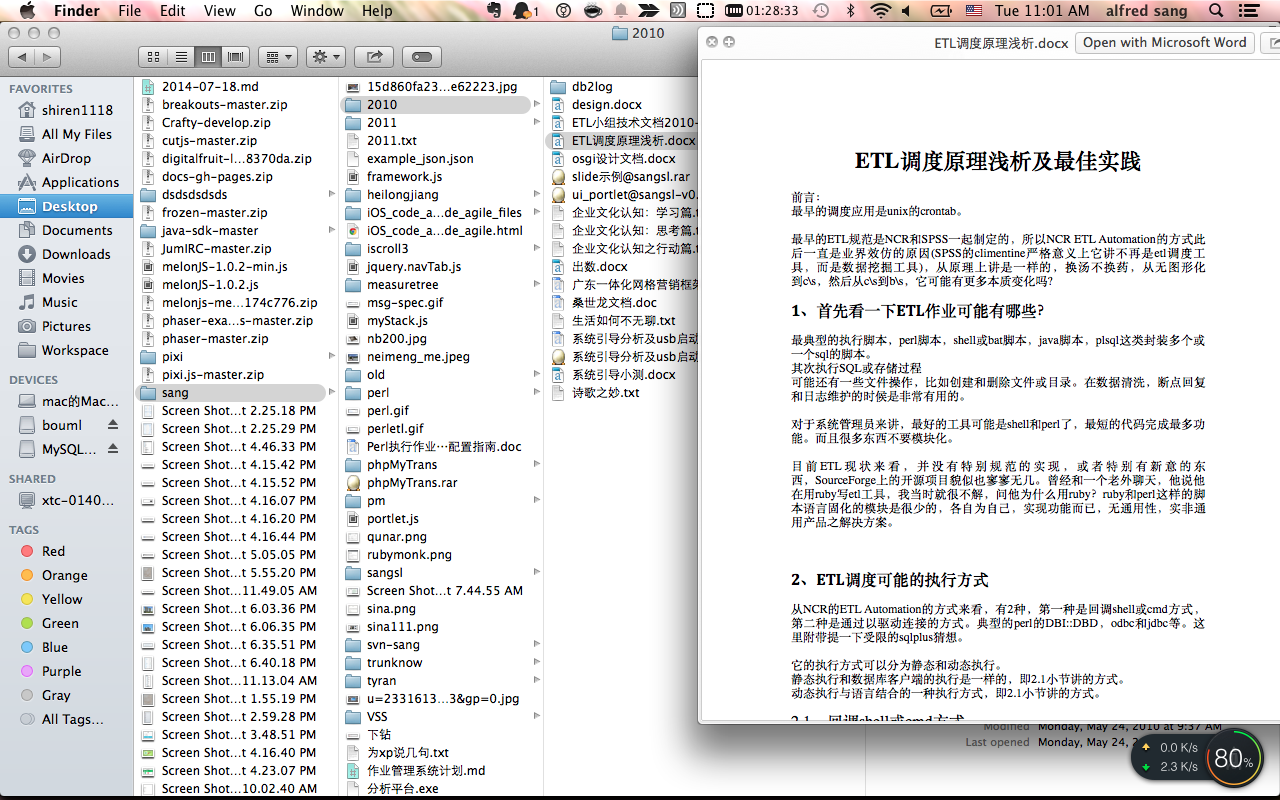 Finder File Edit View Go Window Help 1 01:28:33 Tue 11:01 AM alfred sang
2010
FAVORITES
shiren1118
All My Files
AirDrop
Applications
Desktop
Documents
Downloads
Movies
Music
Pictures
Workspace
DEVICES
mac的Mac...
bouml
MySQL...
SHARED
xtc-0140...
TAGS
Red
Orange
Yellow
Green
Blue
Purple
Gray
All Tags...
2014-07-18.md
breakouts-master.zip
Crafty-develop.zip
cutjs-master.zip
digitalfruit-l...8370da.zip
docs-gh-pages.zip
dsdsdsdsds
frozen-master.zip
java-sdk-master
JumIRC-master.zip
melonJS-1.0.2-min.js
melonJS-1.0.2.js
melonjs-me...174c776.zip
phaser-exa...s-master.zip
phaser-master.zip
pixi
pixi.js-master.zip
sang
Screen Shot...t 2.25.18 PM
Screen Shot...t 2.25.29 PM
Screen Shot...t 4.46.33 PM
Screen Shot...t 4.15.42 PM
Screen Shot...t 4.15.52 PM
Screen Shot...t 4.16.07 PM
Screen Shot...t 4.16.20 PM
Screen Shot...t 4.16.44 PM
Screen Shot...t 5.05.05 PM
Screen Shot...t 5.55.20 PM
Screen Shot...11.49.05 AM
Screen Shot...t 6.03.36 PM
Screen Shot...t 6.06.35 PM
Screen Shot...t 6.35.51 PM
Screen Shot...t 6.40.18 PM
Screen Shot...11.13.04 AM
Screen Shot...t 1.55.19 PM
Screen Shot...t 2.59.28 PM
Screen Shot...t 3.48.51 PM
Screen Shot...t 4.16.40 PM
Screen Shot...t 4.23.07 PM
Screen Shot...10.02.40 AM
15d860fa23...e62223.jpg
2010
2011
2011.txt
example_json.json
framework.js
heilongjiang
iOS_code_a...de_agile_files
iOS_code_a...de_agile.html
iscroll3
jquery.navTab.js
measuretree
msg-spec.gif
myStack.js
nb200.jpg
neimeng_me.jpeg
old
perl
perl.gif
perletl.gif
Perl执行作业…配置指南.doc
phpMyTrans
phpMyTrans.rar
pm
portlet.js
qunar.png
rubymonk.png
sangsl
Screen Shot...t 7.44.55 AM
sina.png
sina111.png
svn-sang
trunknow
tyran
u=2331613...3&gp=0.jpg
VSS
下钻
为xp说几句.txt
作业管理系统计划.md
分析平台.exe
db2log
design.docx
ETL小组技术文档2010-
ETL调度原理浅析.docx
osgi设计文档.docx
slide示例@sangsl.rar
ui_portlet@sangsl-v0.
企业文化认知：学习篇.t
企业文化认知：思考篇.t
企业文化认知之行动篇.t
出数.docx
广东一体化网格营销框架
桑世龙文档.doc
生活如何不无聊.txt
系统引导分析及usb启动
系统引导分析及usb启动
系统引导小测.docx
诗歌之妙.txt
ETL调度原理浅析.docx Open with Microsoft Word
ETL调度原理浅析及最佳实践
前言：
最早的调度应用是unix的crontab。
最早的ETL规范是NCR和SPSS一起制定的，所以NCR ETL Automation的方式此
后一直是业界效仿的原因(SPSS的climentine严格意义上它讲不再是etl调度工
具，而是数据挖掘工具)，从原理上讲是一样的，换汤不换药，从无图形化
到c\s，然后从c\s到b\s，它可能有更多本质变化吗?
1、首先看一下ETL作业可能有哪些?
最典型的执行脚本，perl脚本，shell或bat脚本，java脚本，plsql这类封装多个或
一个sql的脚本。
其次执行SQL或存储过程
可能还有一些文件操作，比如创建和删除文件或目录。在数据清洗，断点回复
和日志维护的时侯是非常有用的。
对于系统管理员来讲，最好的工具可能是shell和perl了，最短的代码完成最多功
能。而且很多东西不要模块化。
目前ETL现状来看，并没有特别规范的实现，或者特别有新意的东
西，SourceForge上的开源项目貌似也寥寥无几。曾经和一个老外聊天，他说他
在用ruby写etl工具，我当时就很不解，问他为什么用ruby? ruby和perl这样的脚
本语言固化的模块是很少的，各自为自己，实现功能而已，无通用性，实非通
用产品之解决方案。
2、ETL调度可能的执行方式
从NCR的ETL Automation的方式来看，有2种，第一种是回调shell或cmd方式，
第二种是通过以驱动连接的方式。典型的perl的DBI::DBD，odbc和jdbc等。这
里附带提一下受限的sqlplus猜想。
它的执行方式可以分为静态和动态执行。
静态执行和数据库客户端的执行是一样的，即2.1小节讲的方式。
动态执行与语言结合的一种执行方式，即2.1小节讲的方式。
2.1、回调shell或cmd方式
Modified Monday, May 24, 2010 at 9:37 AM
Last opened Monday, May 24, 2
0.0 K/s
2.3 K/s
80%